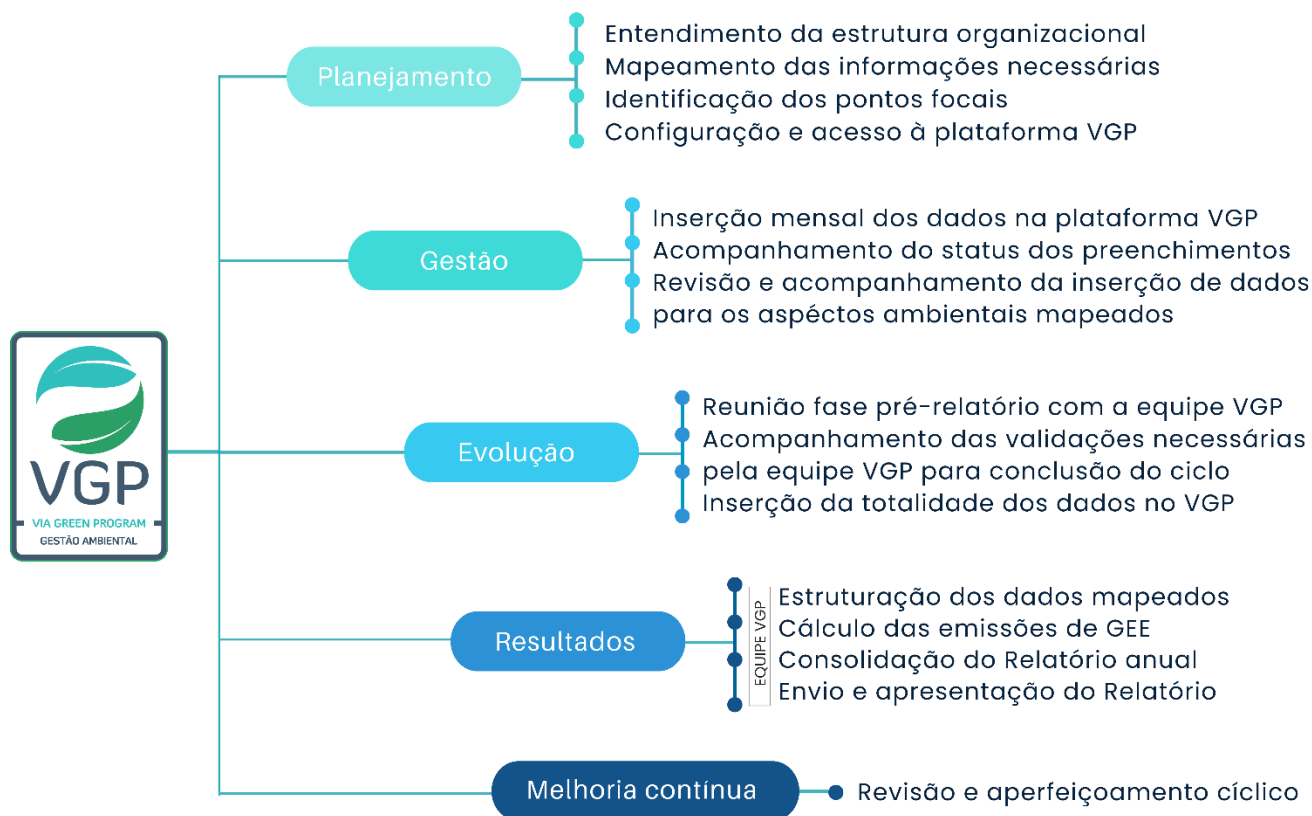 Planejamento
Entendimento da estrutura organizacional
Mapeamento das informações necessárias
Identificação dos pontos focais
Configuração e acesso à plataforma VGP
Gestão
Inserção mensal dos dados na plataforma VGP
Acompanhamento do status dos preenchimentos
Revisão e acompanhamento da inserção de dados
para os aspéctos ambientais mapeados
VGP
VIA GREEN PROGRAM
GESTÃO AMBIENTAL
Evolução
Reunião fase pré-relatório com a equipe VGP
Acompanhamento das validações necessárias
pela equipe VGP para conclusão do ciclo
Inserção da totalidade dos dados no VGP
Resultados
EQUIPE VGP
Estruturação dos dados mapeados
Cálculo das emissões de GEE
Consolidação do Relatório anual
Envio e apresentação do Relatório
Melhoria contínua
Revisão e aperfeiçoamento cíclico